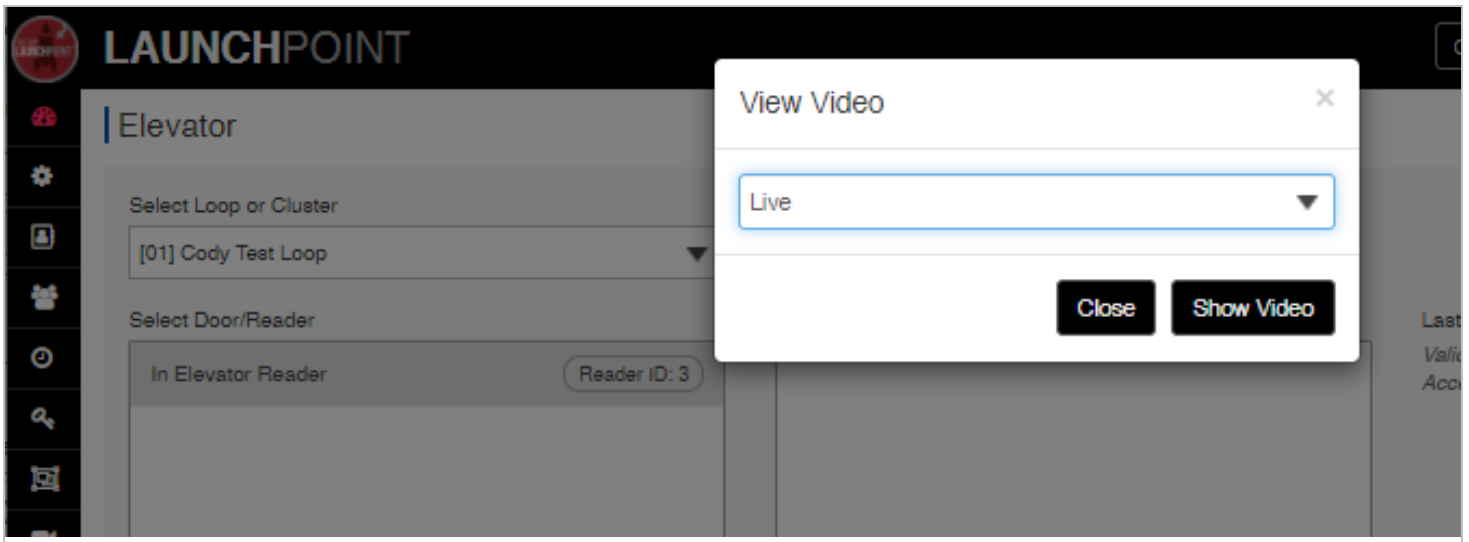 LAUNCHPOINT
View Video
×
Elevator
Live
Select Loop or Cluster
[01] Cody Test Loop
Close
Show Video
Select Door/Reader
Last
In Elevator Reader
Reader ID: 3